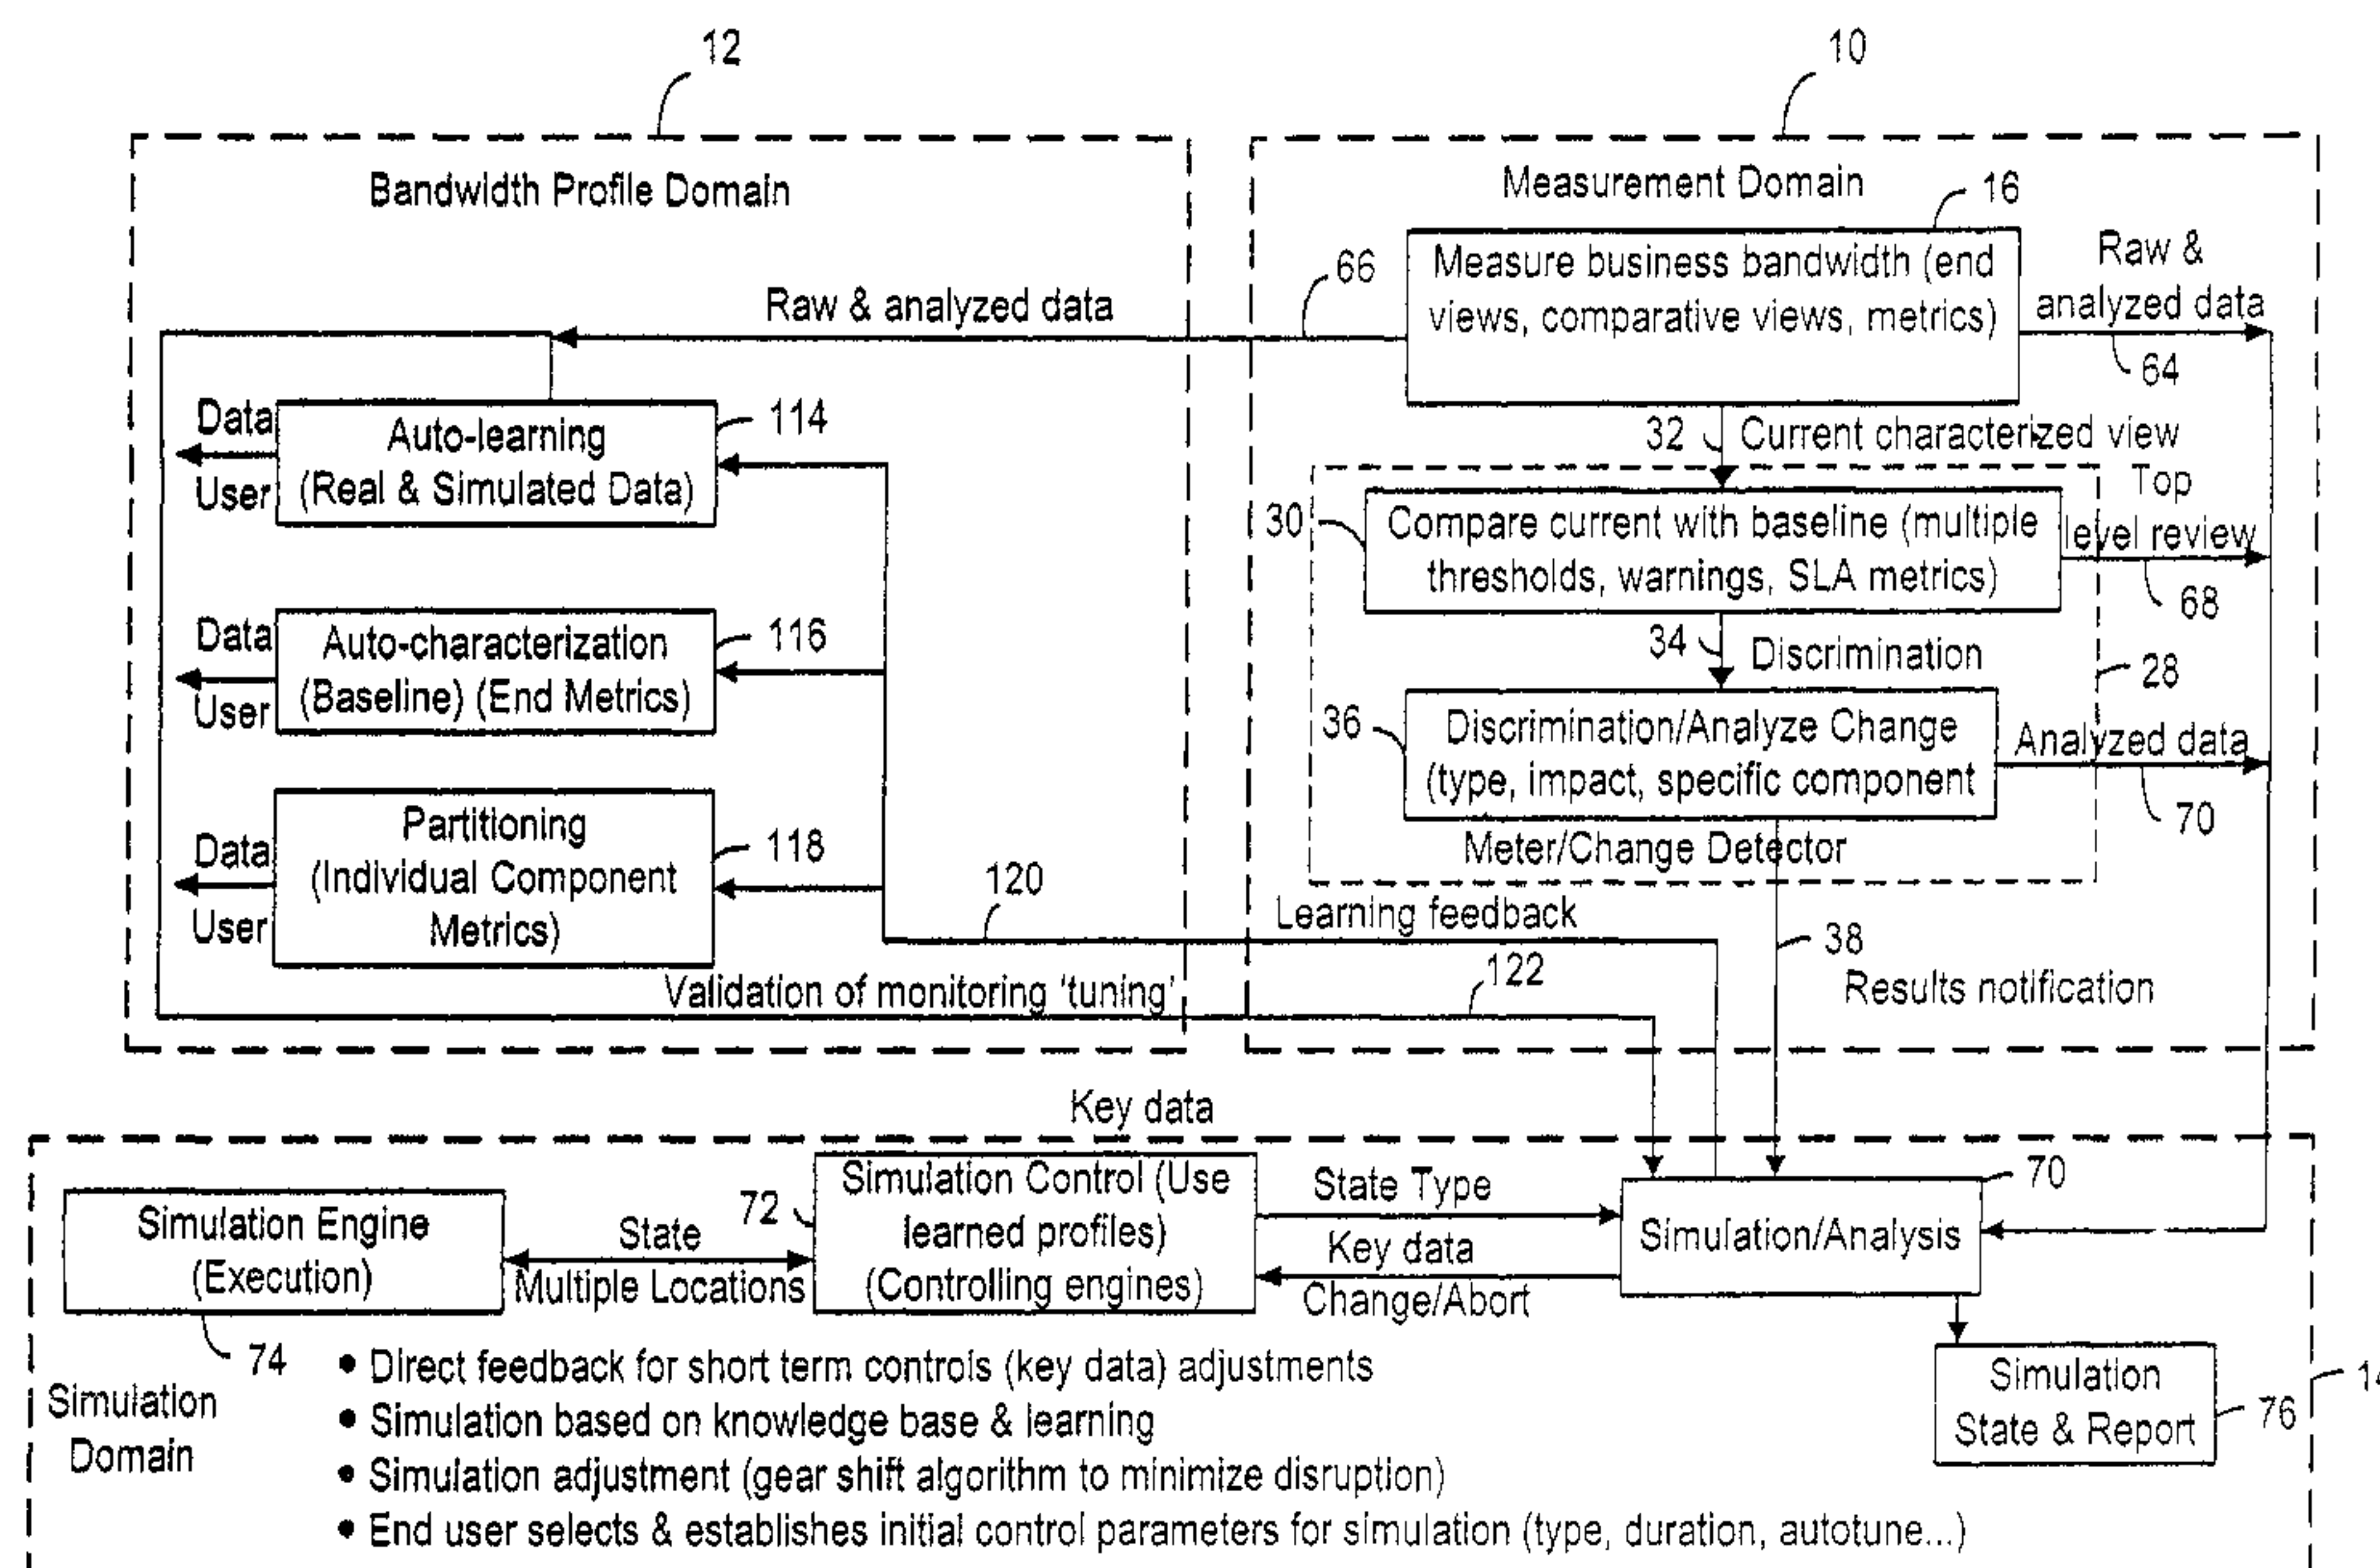 12
10
Bandwidth Profile Domain
Measurement Domain
16
66
Measure business bandwidth (end
views, comparative views, metrics)
Raw &
analyzed data
64
Raw & analyzed data
32
Current characterized view
Data
User
Auto-learning
(Real & Simulated Data)
114
30
Compare current with baseline (multiple
thresholds, warnings, SLA metrics)
Top
level review
68
34
Discrimination
28
Data
User
Auto-characterization
(Baseline) (End Metrics)
116
36
Discrimination/Analyze Change
(type, impact, specific component
Analyzed data
70
Meter/Change Detector
Data
User
Partitioning
(Individual Component
Metrics)
118
120
Learning feedback
38
Results notification
Validation of monitoring 'tuning'
122
Key data
Simulation Engine
(Execution)
74
State
Multiple Locations
72
Simulation Control (Use
learned profiles)
(Controlling engines)
State Type
Key data
Change/Abort
70
Simulation/Analysis
Simulation
State & Report
76
Simulation
Domain
• Direct feedback for short term controls (key data) adjustments
• Simulation based on knowledge base & learning
• Simulation adjustment (gear shift algorithm to minimize disruption)
• End user selects & establishes initial control parameters for simulation (type, duration, autotune...)